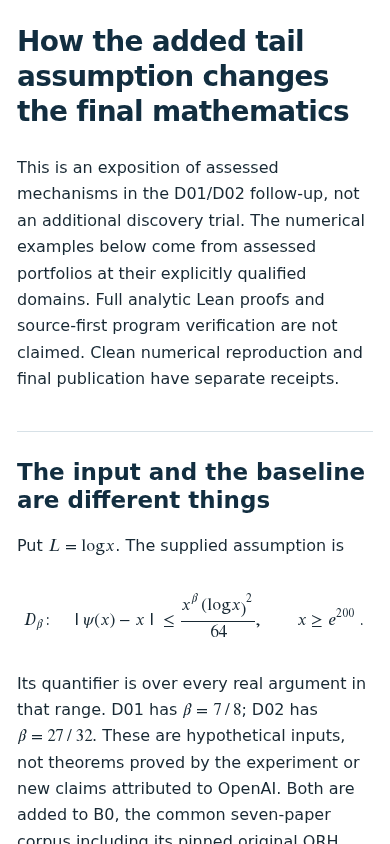 How the added tail
assumption changes
the final mathematics
This is an exposition of assessed
mechanisms in the D01/D02 follow-up, not
an additional discovery trial. The numerical
examples below come from assessed
portfolios at their explicitly qualified
domains. Full analytic Lean proofs and
source-first program verification are not
claimed. Clean numerical reproduction and
final publication have separate receipts.
The input and the baseline
are different things
Put L = log x. The supplied assumption is
D_β: | ψ(x) − x | ≤ x^β (log x)^2 / 64, x ≥ e^200 .
Its quantifier is over every real argument in
that range. D01 has β = 7 / 8; D02 has
β = 27 / 32. These are hypothetical inputs,
not theorems proved by the experiment or
new claims attributed to OpenAI. Both are
added to B0, the common seven-paper
corpus including its pinned original QRH